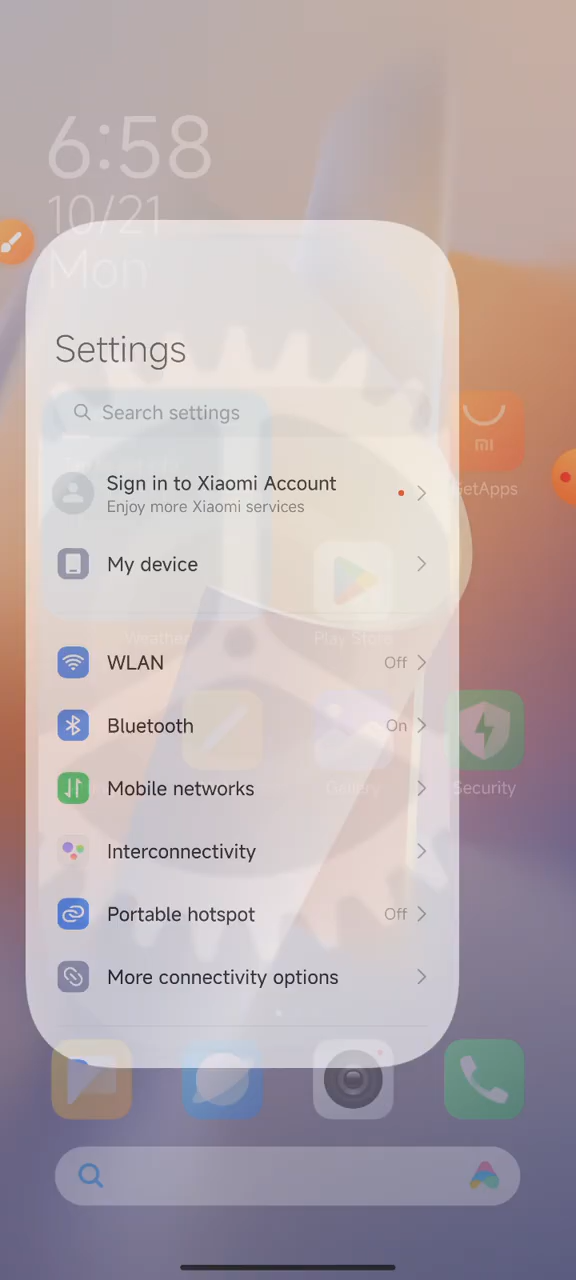 6:58
10/21
Mon
Settings
Search settings
Sign in to Xiaomi Account
Enjoy more Xiaomi services
My device
WLAN
Off
Bluetooth
On
Mobile networks
Interconnectivity
Portable hotspot
Off
More connectivity options
mi
GetApps
Weather
Play Store
Gallery
Security